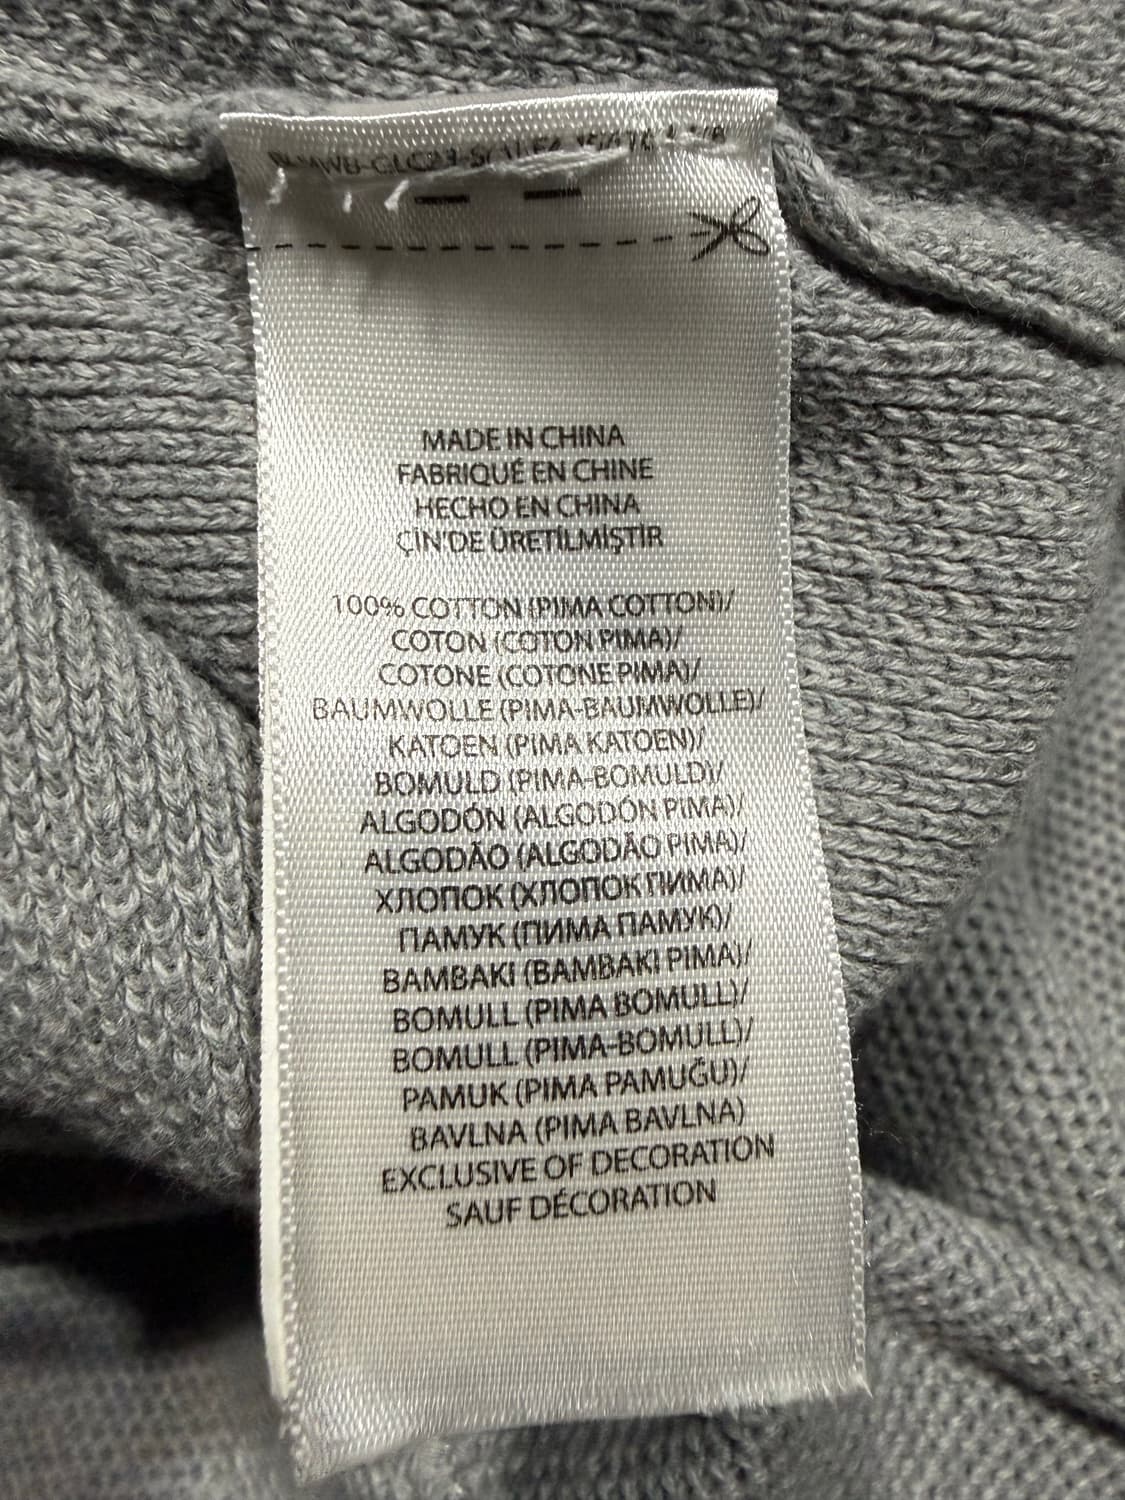 MADE IN CHINA
FABRIQUÉ EN CHINE
HECHO EN CHINA
ÇİN'DE ÜRETİLMİŞTİR
100% COTTON (PIMA COTTON)/
COTON (COTON PIMA)/
COTONE (COTONE PIMA)/
BAUMWOLLE (PIMA-BAUMWOLLE)/
KATOEN (PIMA KATOEN)/
BOMULD (PIMA-BOMULD)/
ALGODÓN (ALGODÓN PIMA)/
ALGODÃO (ALGODÃO PIMA)/
ХЛОПОК (ХЛОПОК ПИМА)/
ПАМУК (ПИМА ПАМУК)/
BAMBAKI (BAMBAKI PIMA)/
BOMULL (PIMA BOMULL)/
BOMULL (PIMA-BOMULL)/
PAMUK (PIMA PAMUĞU)/
BAVLNA (PIMA BAVLNA)
EXCLUSIVE OF DECORATION
SAUF DÉCORATION